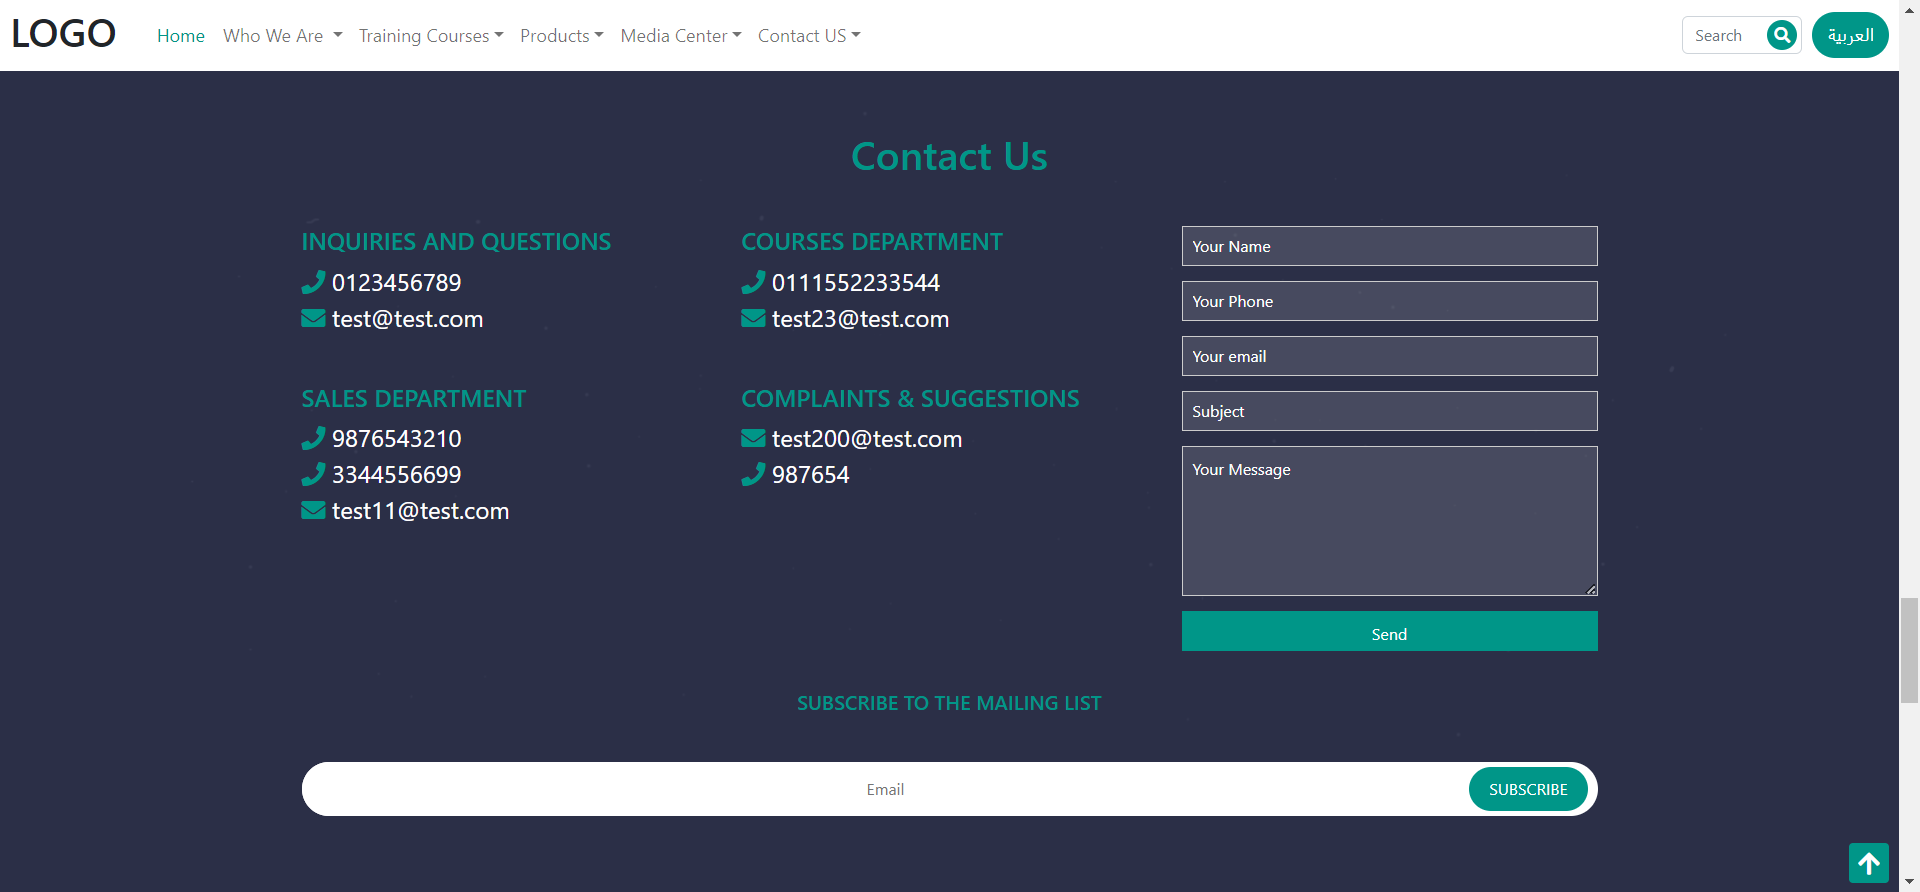 LOGO
Home Who We Are Training Courses Products Media Center Contact US Search العربية
Contact Us
INQUIRIES AND QUESTIONS
0123456789
test@test.com
COURSES DEPARTMENT
0111552233544
test23@test.com
SALES DEPARTMENT
9876543210
3344556699
test11@test.com
COMPLAINTS & SUGGESTIONS
test200@test.com
987654
Your Name
Your Phone
Your email
Subject
Your Message
Send
SUBSCRIBE TO THE MAILING LIST
Email SUBSCRIBE